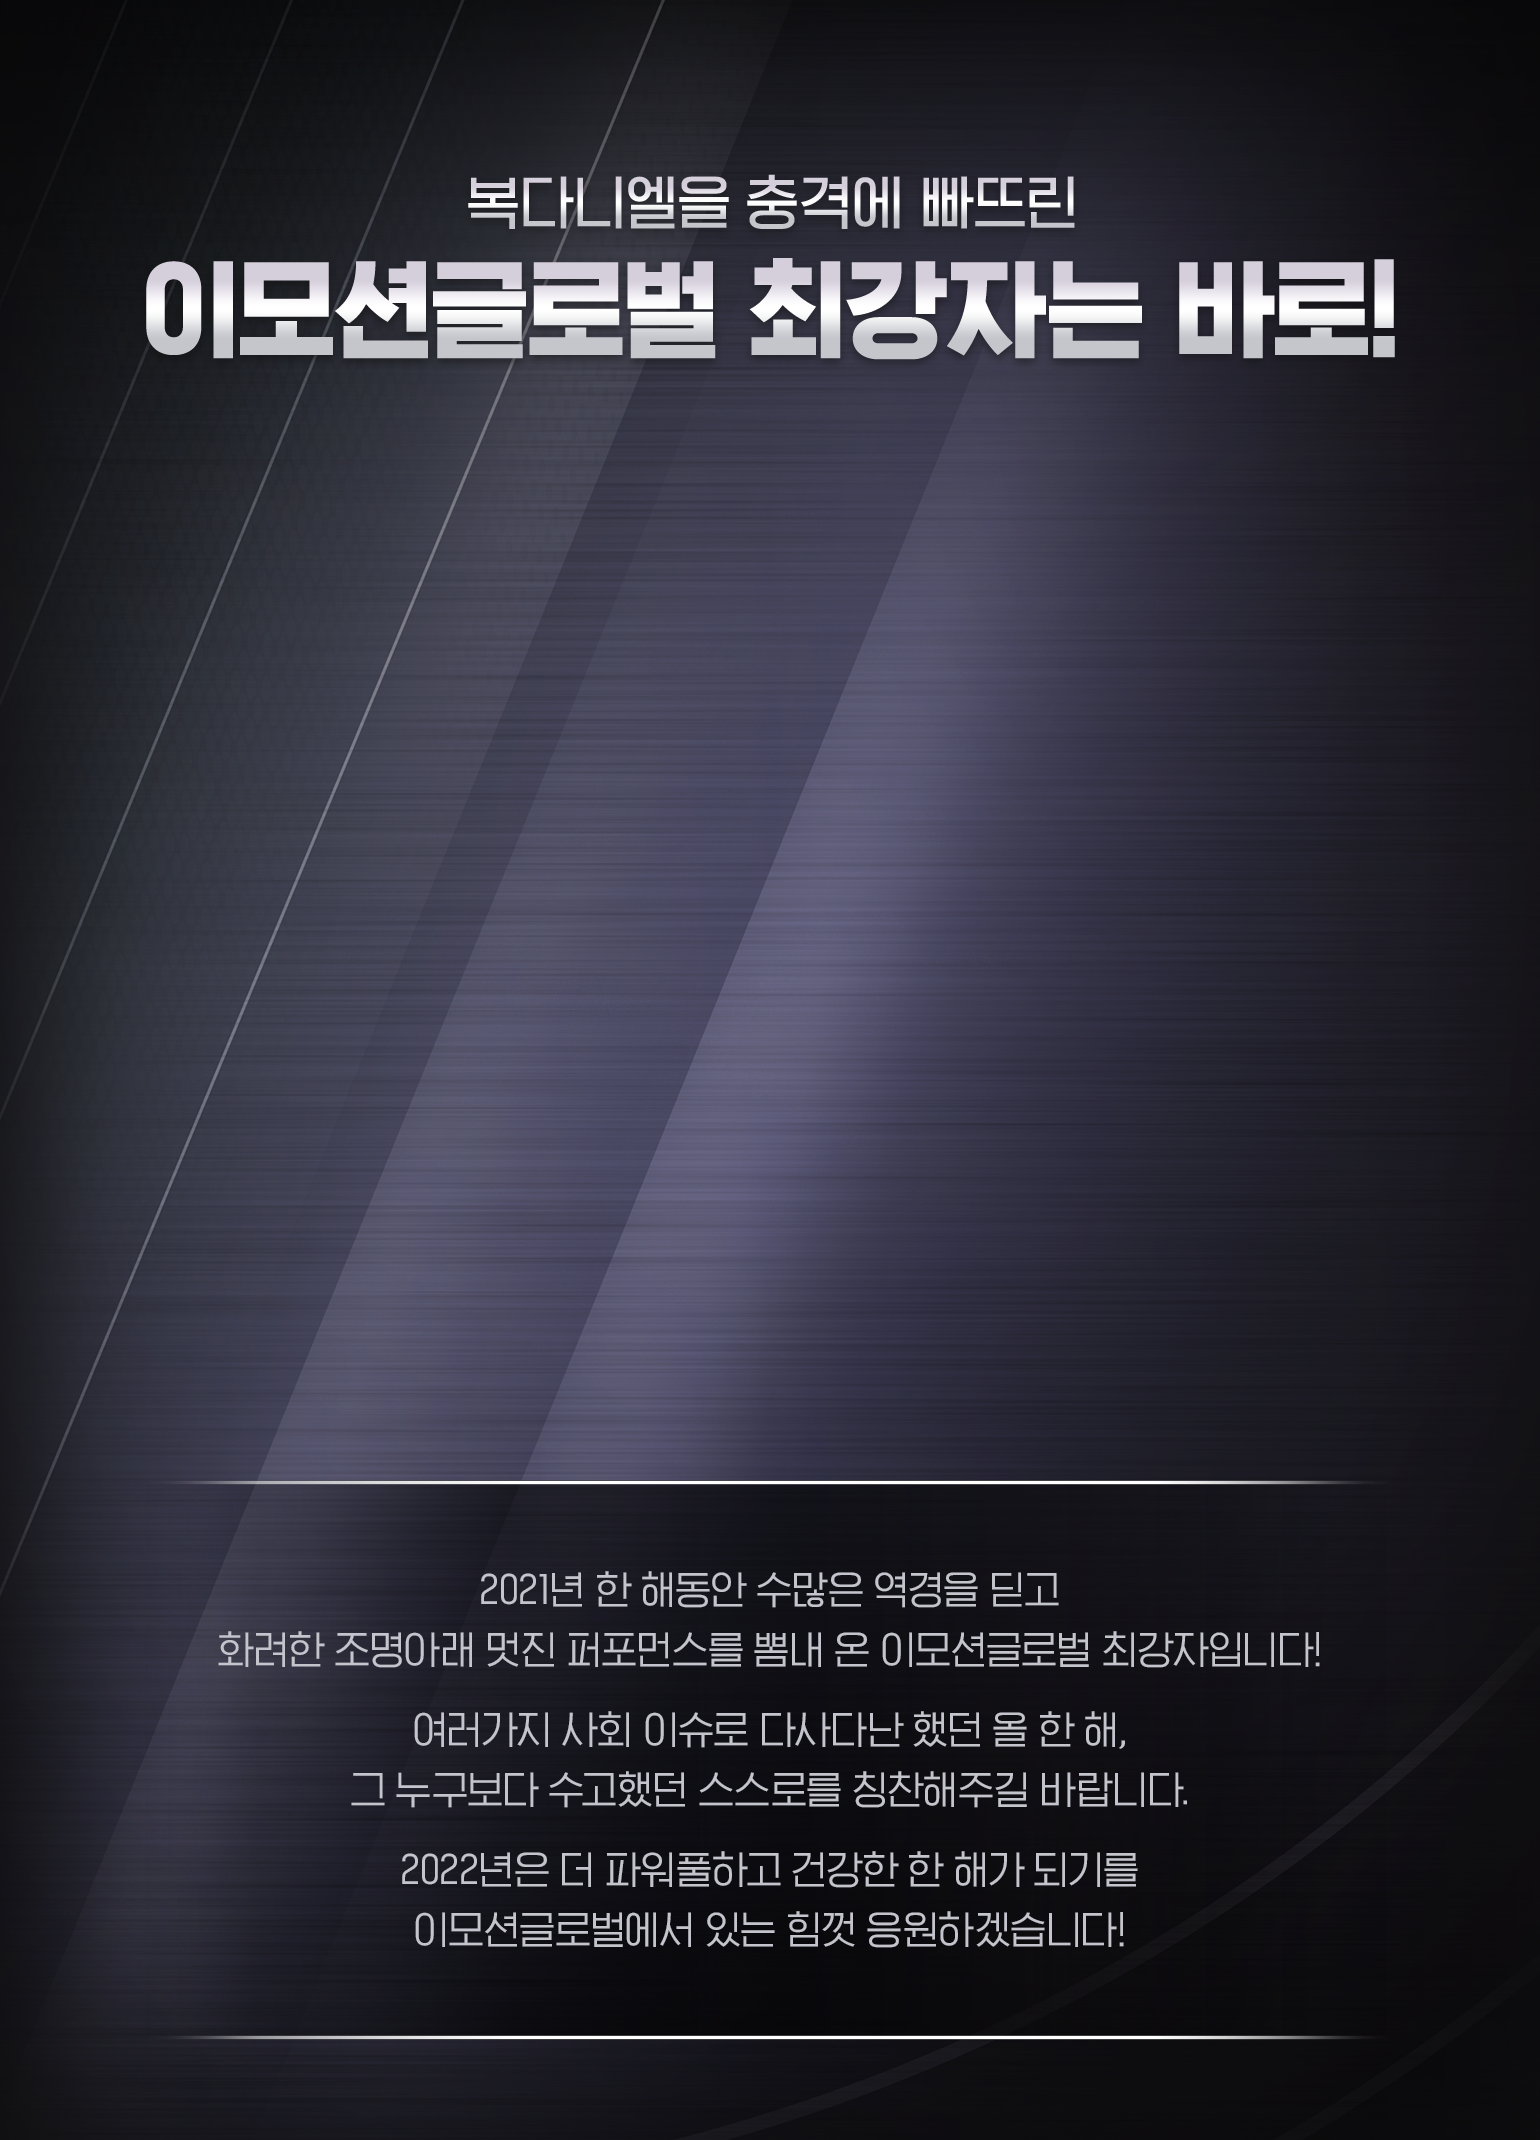 복다니엘을 충격에 빠뜨린
이모션글로벌 최강자는 바로!
2021년 한 해동안 수많은 역경을 딛고
화려한 조명아래 멋진 퍼포먼스를 뽐내 온 이모션글로벌 최강자입니다!
여러가지 사회 이슈로 다사다난 했던 올 한 해,
그 누구보다 수고했던 스스로를 칭찬해주길 바랍니다.
2022년은 더 파워풀하고 건강한 한 해가 되기를
이모션글로벌에서 있는 힘껏 응원하겠습니다!